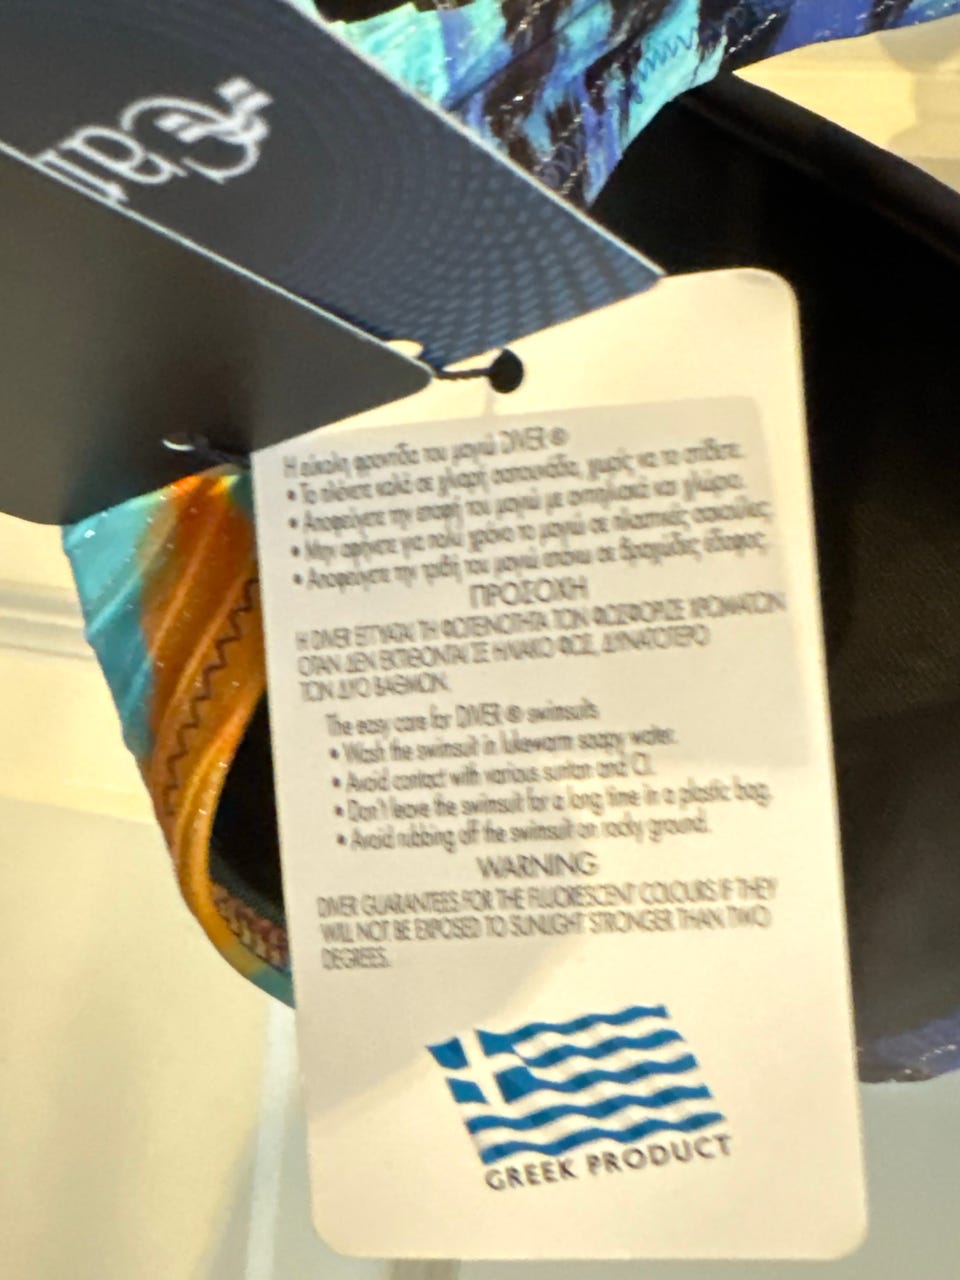 Η εύκολη φροντίδα του μαγιώ DIVER ®
• Το πλένετε καλά σε χλιαρή σαπουνάδα, χωρίς να το στίβετε.
• Αποφεύγετε την επαφή του μαγιώ με αντηλιακά και χλώριο.
• Μην αφήνετε για πολύ χρόνο το μαγιώ σε πλαστικές σακούλες.
• Αποφεύγετε την τριβή του μαγιώ επάνω σε βραχώδες έδαφος.
ΠΡΟΣΟΧΗ
Η DIVER ΕΓΓΥΑΤΑΙ ΤΗ ΦΩΤΕΙΝΟΤΗΤΑ ΤΩΝ ΦΩΣΦΟΡΙΖΕ ΧΡΩΜΑΤΩΝ
ΟΤΑΝ ΔΕΝ ΕΚΤΙΘΟΝΤΑΙ ΣΕ ΗΛΙΑΚΟ ΦΩΣ, ΔΥΝΑΤΟΤΕΡΟ
ΤΩΝ ΔΥΟ ΒΑΘΜΩΝ.
The easy care for DIVER ® swimsuits
• Wash the swimsuit in lukewarm soapy water.
• Avoid contact with various suntan and Cl.
• Don't leave the swimsuit for a long time in a plastic bag.
• Avoid rubbing off the swimsuit on rocky ground.
WARNING
DIVER GUARANTEES FOR THE FLUORESCENT COLOURS IF THEY
WILL NOT BE EXPOSED TO SUNLIGHT STRONGER THAN TWO
DEGREES.
GREEK PRODUCT